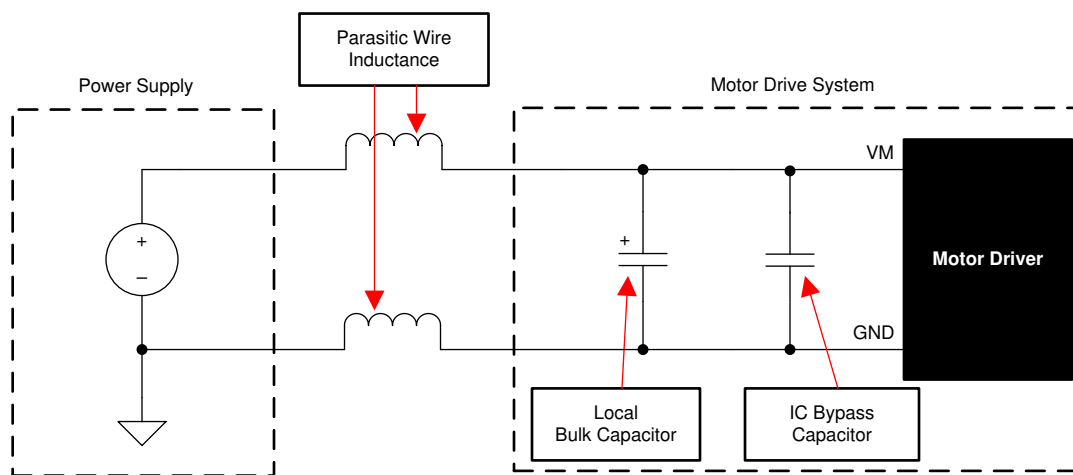 Parasitic Wire
Inductance
Power Supply
Motor Drive System
VM
+
–
+
Motor Driver
GND
Local
Bulk Capacitor
IC Bypass
Capacitor